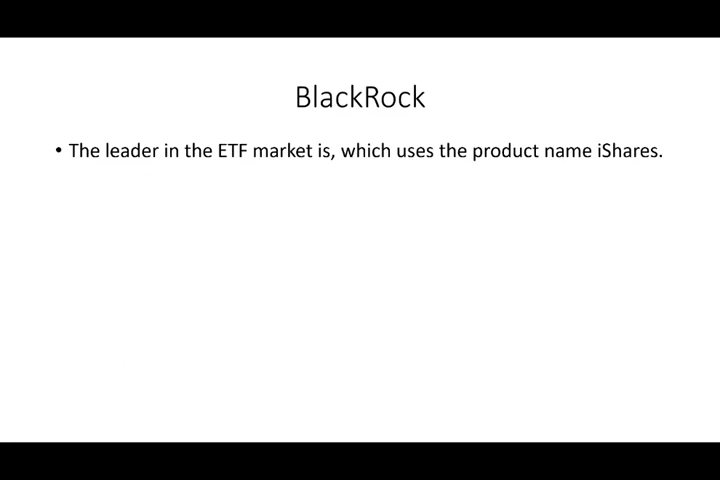 BlackRock
• The leader in the ETF market is, which uses the product name iShares.